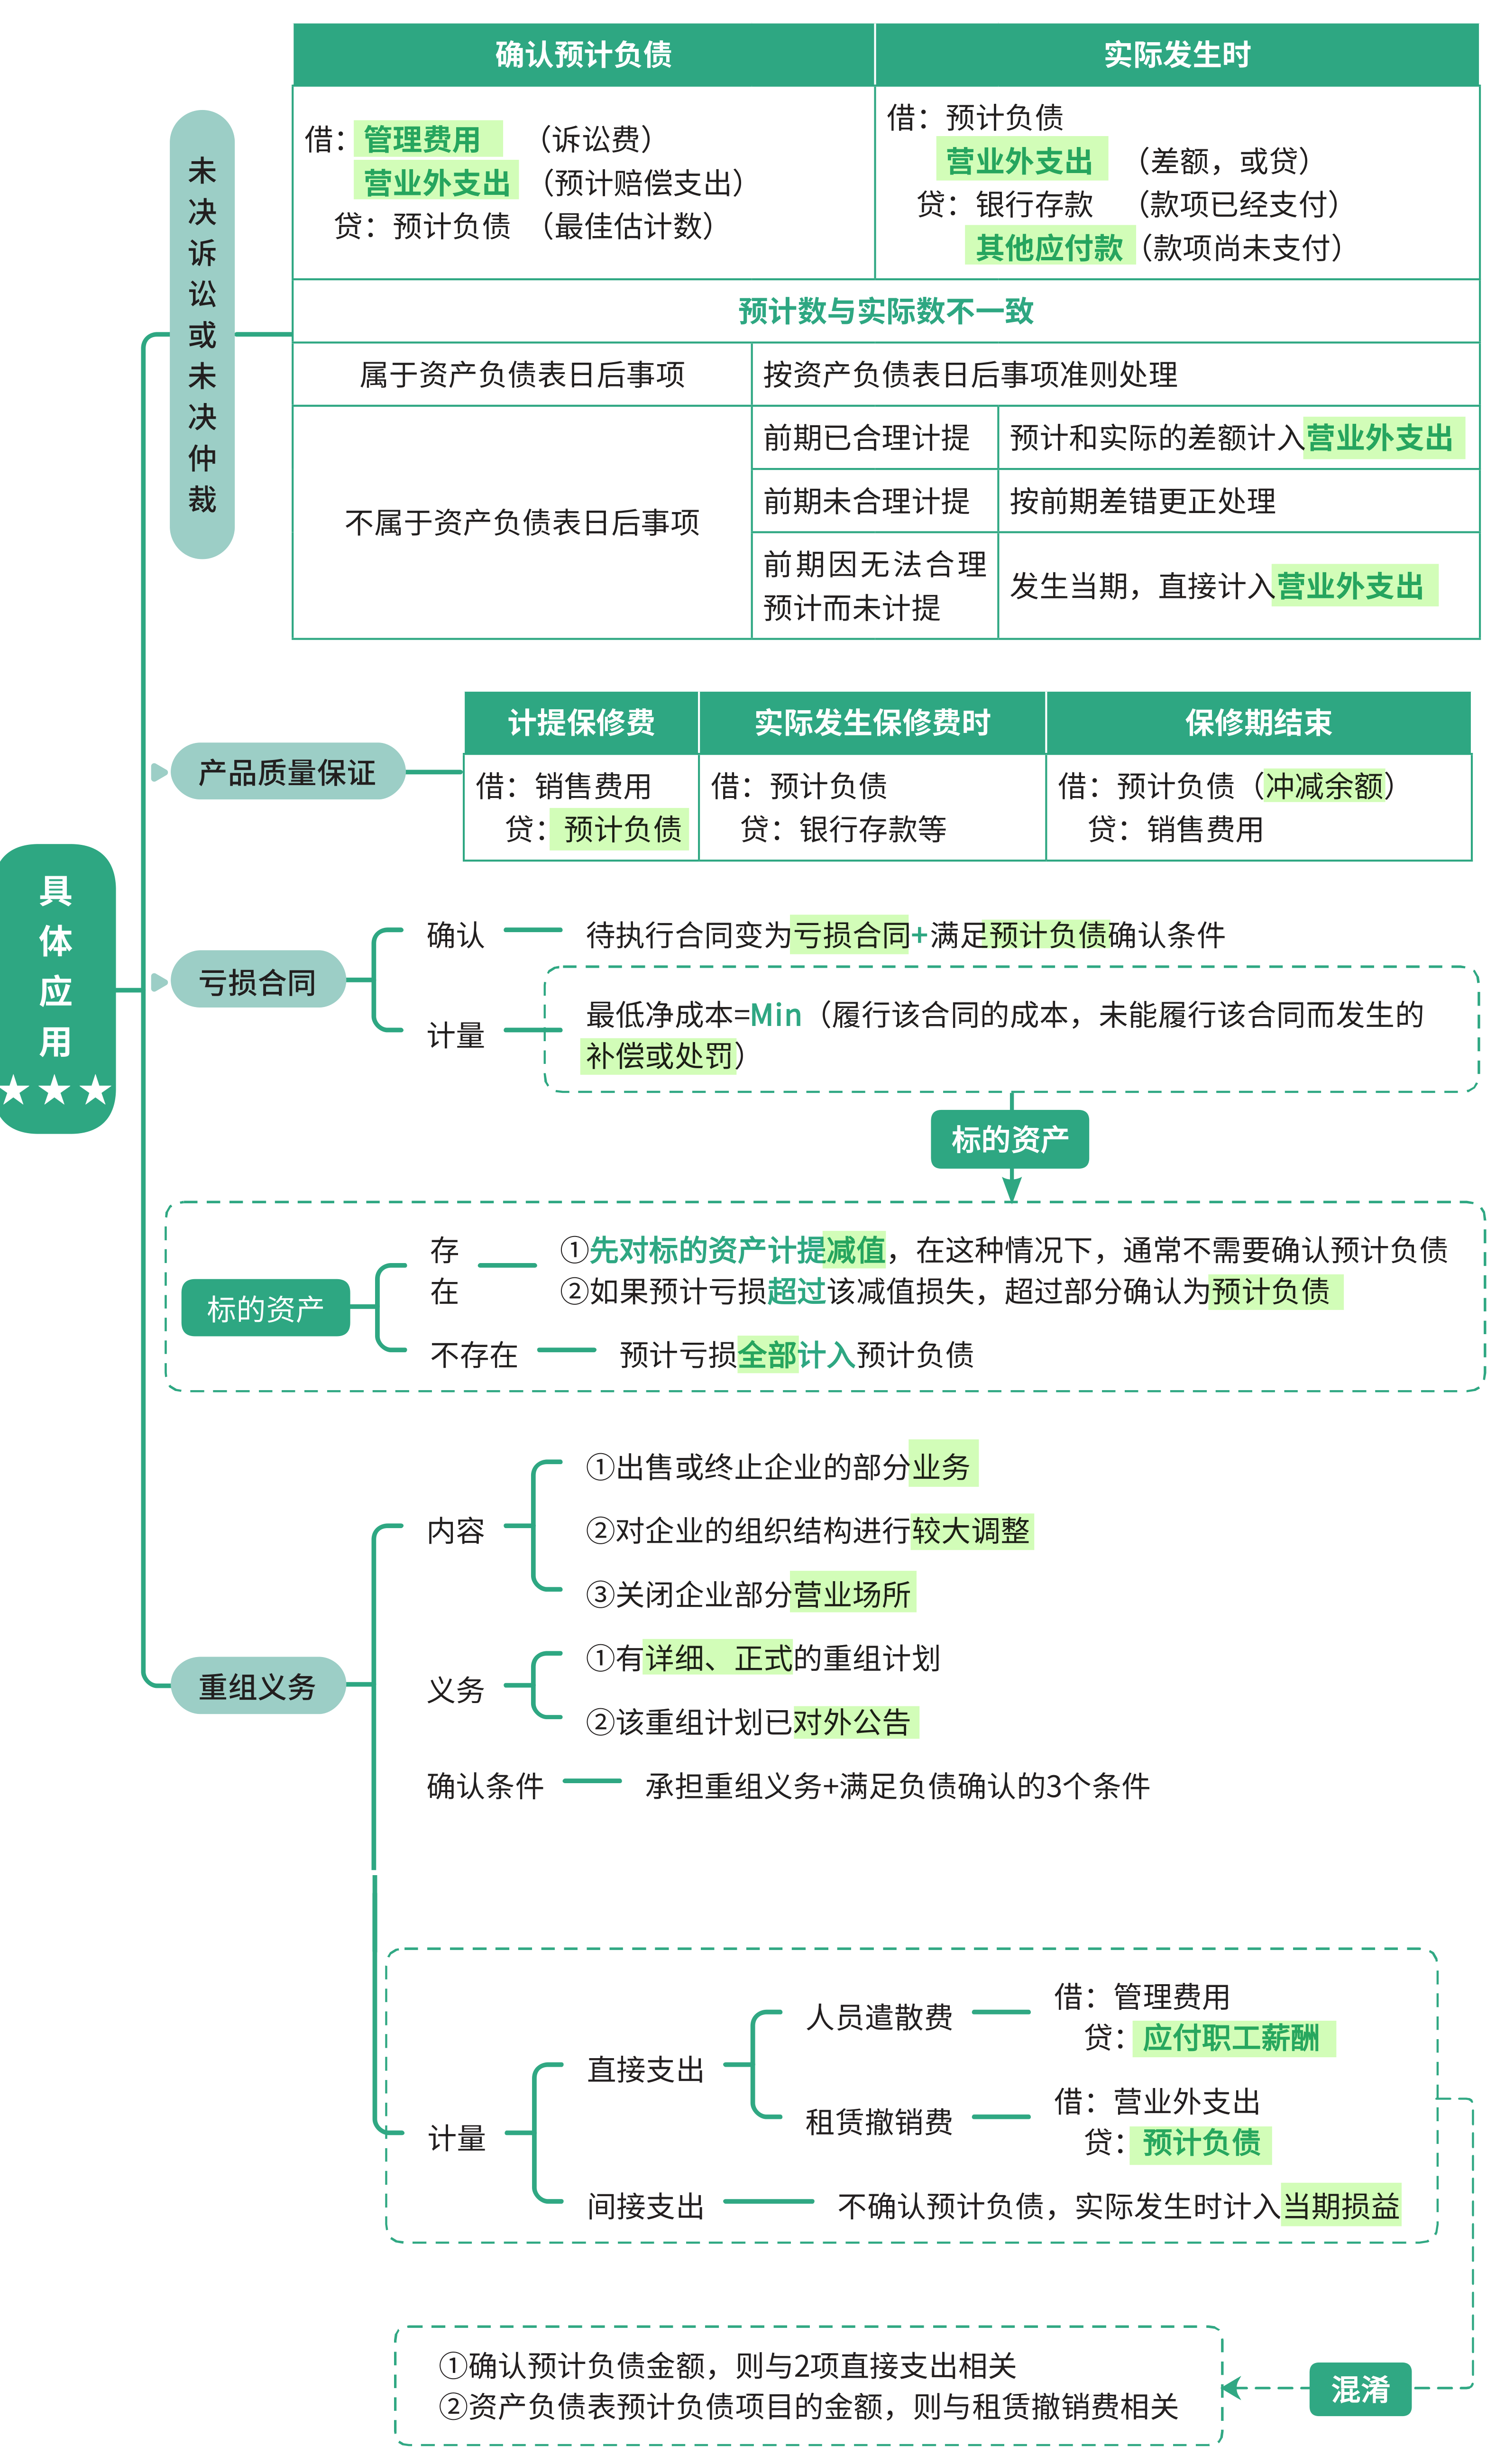 具体应用
★★★
未决诉讼或未决仲裁
确认预计负债
实际发生时
借：管理费用 （诉讼费）
营业外支出 （预计赔偿支出）
贷：预计负债 （最佳估计数）
借：预计负债
营业外支出 （差额，或贷）
贷：银行存款 （款项已经支付）
其他应付款（款项尚未支付）
预计数与实际数不一致
属于资产负债表日后事项
按资产负债表日后事项准则处理
不属于资产负债表日后事项
前期已合理计提
预计和实际的差额计入营业外支出
前期未合理计提
按前期差错更正处理
前期因无法合理
预计而未计提
发生当期，直接计入营业外支出
产品质量保证
计提保修费
实际发生保修费时
保修期结束
借：销售费用
贷：预计负债
借：预计负债
贷：银行存款等
借：预计负债（冲减余额）
贷：销售费用
亏损合同
确认
待执行合同变为亏损合同+满足预计负债确认条件
计量
最低净成本=Min（履行该合同的成本，未能履行该合同而发生的
补偿或处罚）
标的资产
标的资产
存
在
①先对标的资产计提减值，在这种情况下，通常不需要确认预计负债
②如果预计亏损超过该减值损失，超过部分确认为预计负债
不存在
预计亏损全部计入预计负债
重组义务
内容
①出售或终止企业的部分业务
②对企业的组织结构进行较大调整
③关闭企业部分营业场所
义务
①有详细、正式的重组计划
②该重组计划已对外公告
确认条件
承担重组义务+满足负债确认的3个条件
计量
直接支出
人员遣散费
借：管理费用
贷：应付职工薪酬
租赁撤销费
借：营业外支出
贷：预计负债
间接支出
不确认预计负债，实际发生时计入当期损益
混淆
①确认预计负债金额，则与2项直接支出相关
②资产负债表预计负债项目的金额，则与租赁撤销费相关